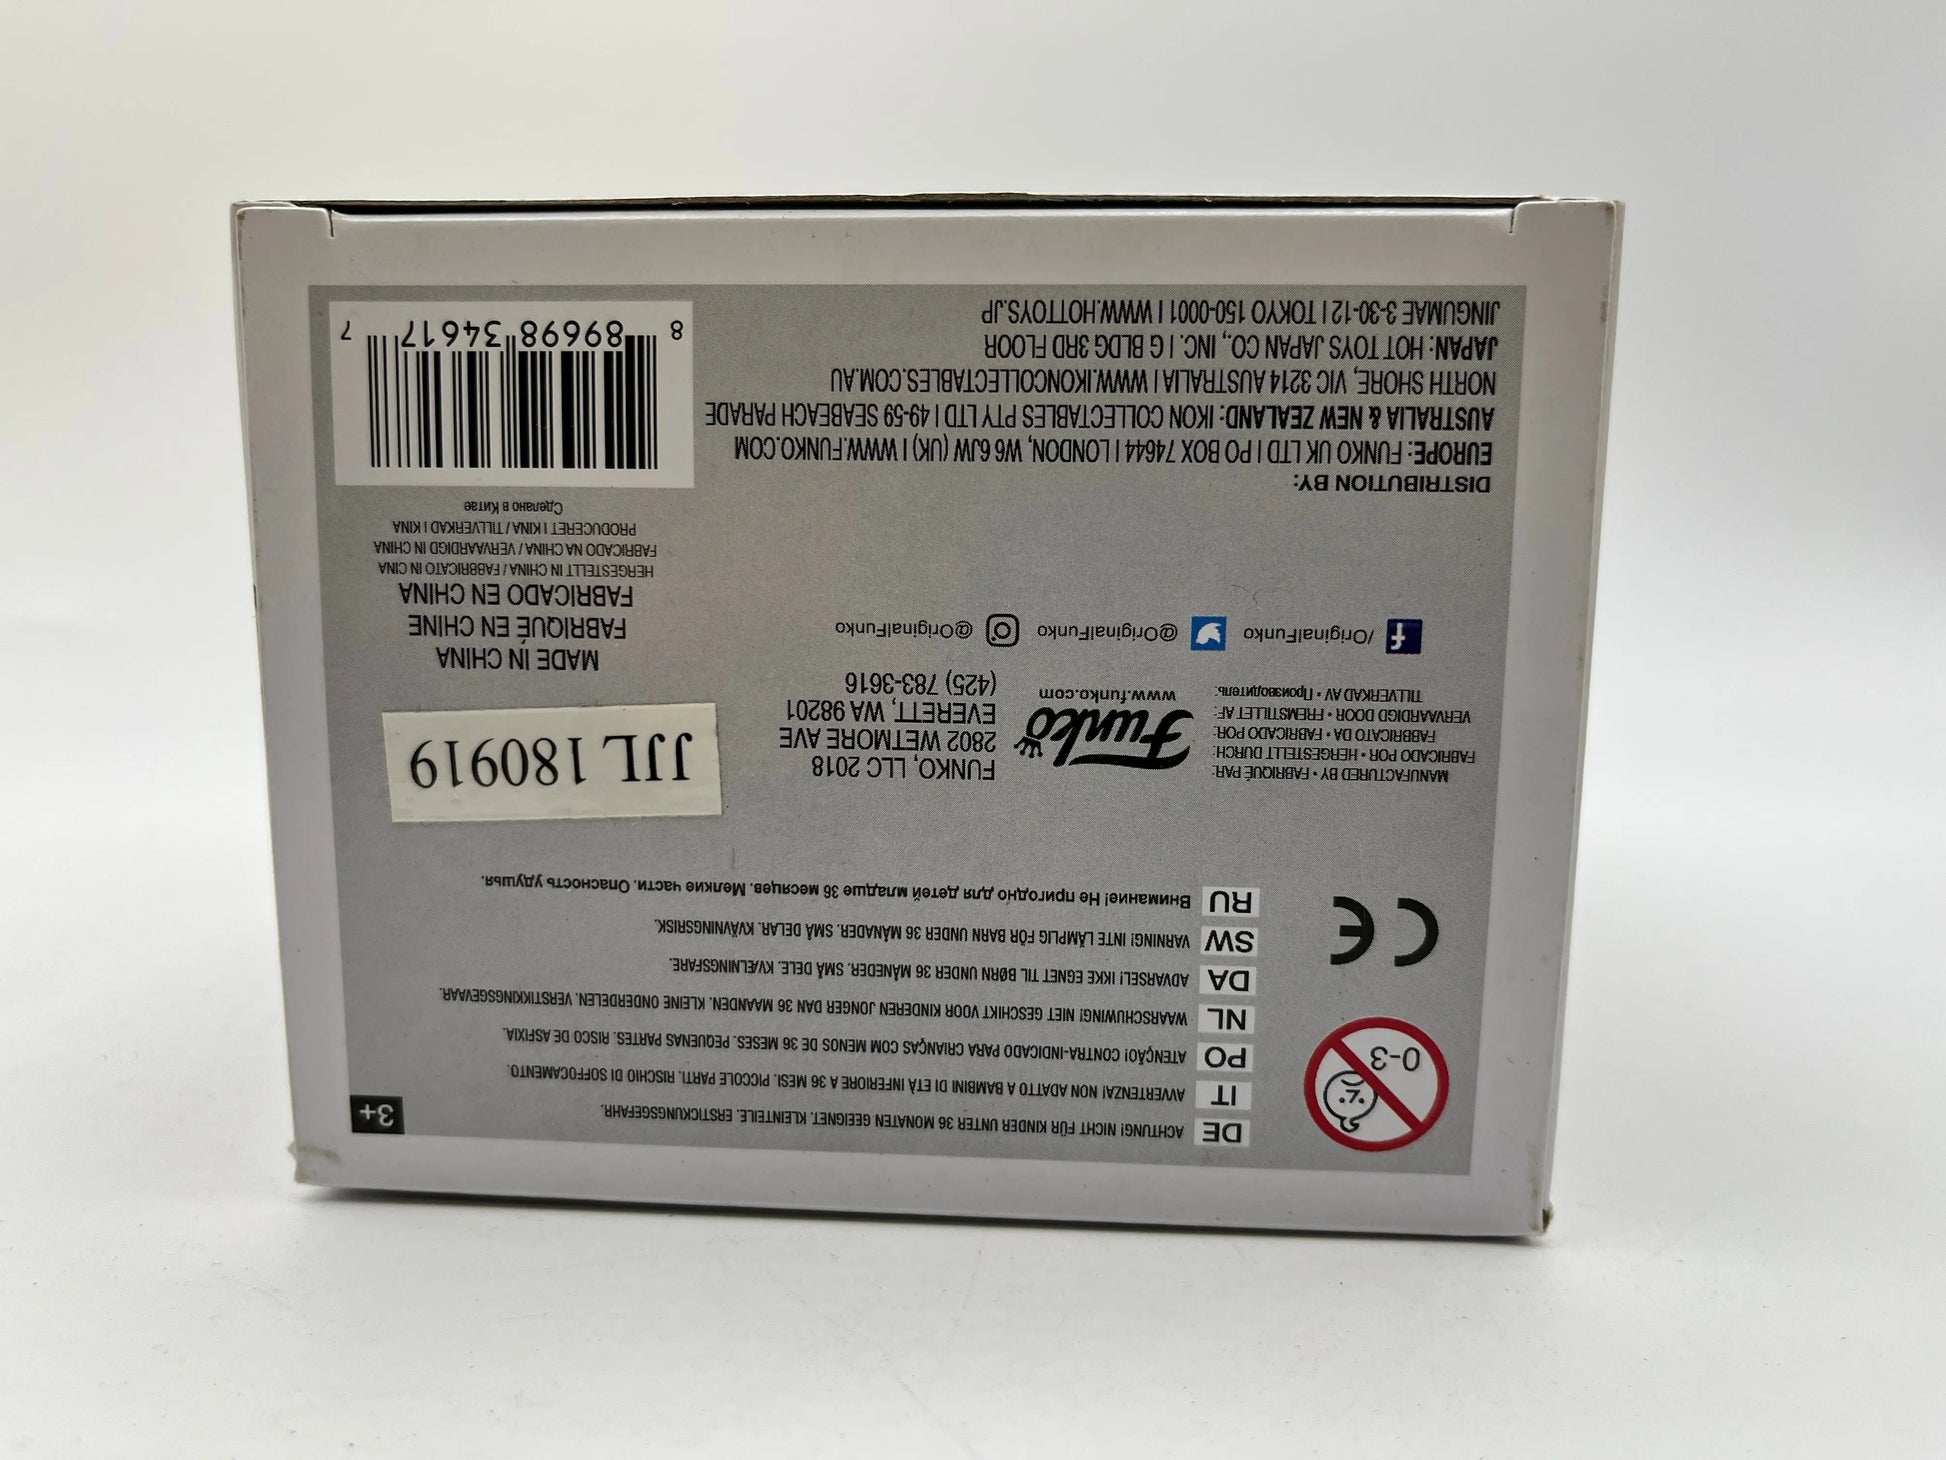 DE ACHTUNG! NICHT FÜR KINDER UNTER 36 MONATEN GEEIGNET. KLEINTEILE. ERSTICKUNGSGEFAHR.
IT AVVERTENZA! NON ADATTO A BAMBINI DI ETÀ INFERIORE A 36 MESI. PICCOLE PARTI. RISCHIO DI SOFFOCAMENTO.
PO ATENÇÃO! CONTRA-INDICADO PARA CRIANÇAS COM MENOS DE 36 MESES. PEQUENAS PARTES. RISCO DE ASFIXIA.
NL WAARSCHUWING! NIET GESCHIKT VOOR KINDEREN JONGER DAN 36 MAANDEN. KLEINE ONDERDELEN. VERSTIKKINGSGEVAAR.
DA ADVARSEL! IKKE EGNET TIL BØRN UNDER 36 MÅNEDER. SMÅ DELE. KVÆLNINGSFARE.
SW VARNING! INTE LÄMPLIG FÖR BARN UNDER 36 MÅNADER. SMÅ DELAR. KVÄVNINGSRISK.
RU Внимание! Не пригодно для детей младше 36 месяцев. Мелкие части. Опасность удушья.
0-3
CE
3+
MANUFACTURED BY • FABRIQUÉ PAR:
FABRICADO POR • HERGESTELLT DURCH:
FABBRICATO DA • FABRICADO POR:
VERVAARDIGD DOOR • FREMSTILLET AF:
TILLVERKAD AV • Производитель:
Funko
www.funko.com
FUNKO, LLC 2018
2802 WETMORE AVE
EVERETT, WA 98201
(425) 783-3616
JJL 180919
/OriginalFunko
@OriginalFunko
@OriginalFunko
MADE IN CHINA
FABRIQUÉ EN CHINE
FABRICADO EN CHINA
HERGESTELLT IN CHINA / FABBRICATO IN CINA
FABRICADO NA CHINA / VERVAARDIGD IN CHINA
PRODUCERET I KINA / TILLVERKAD I KINA
Сделано в Китае
DISTRIBUTION BY:
EUROPE: FUNKO UK LTD | PO BOX 74644 | LONDON, W6 6JW (UK) | WWW.FUNKO.COM
AUSTRALIA & NEW ZEALAND: IKON COLLECTABLES PTY LTD | 49-59 SEABEACH PARADE
NORTH SHORE, VIC 3214 AUSTRALIA | WWW.IKONCOLLECTABLES.COM.AU
JAPAN: HOT TOYS JAPAN CO., INC. | G BLDG 3RD FLOOR
JINGUMAE 3-30-12 | TOKYO 150-0001 | WWW.HOTTOYS.JP
8 89698 34617 7